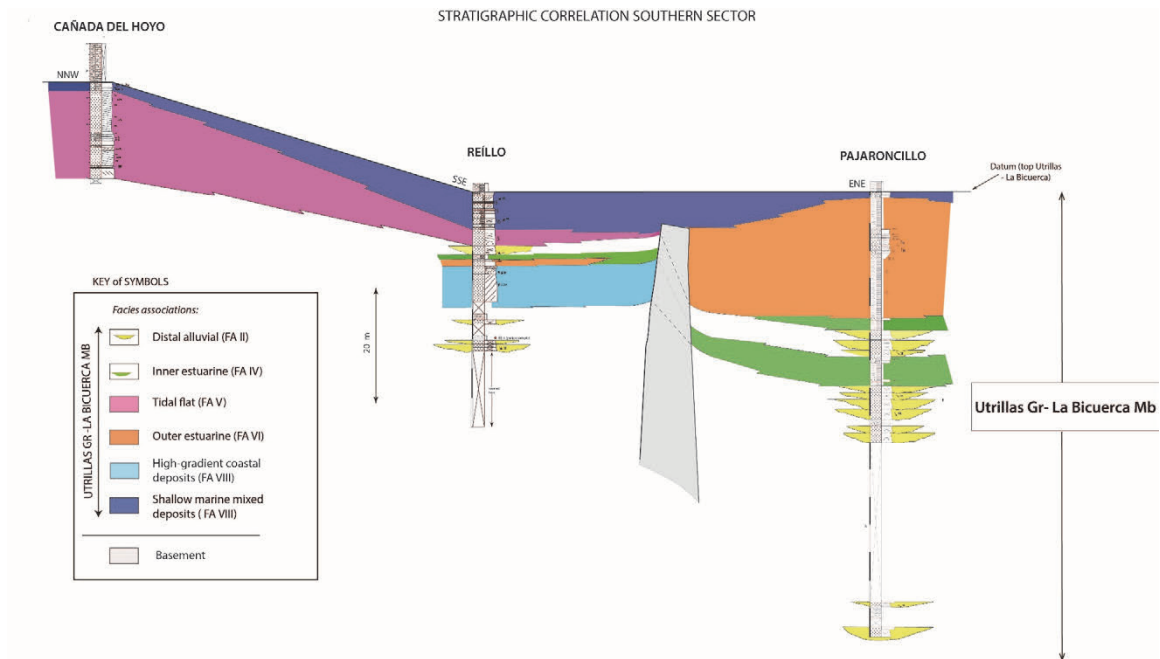 STRATIGRAPHIC CORRELATION SOUTHERN SECTOR
CAÑADA DEL HOYO
NNW
REÍLLO
SSE
PAJARONCILLO
ENE
Datum (top Utrillas
- La Bicuerca)
20 m
Utrillas Gr- La Bicuerca Mb
KEY of SYMBOLS
Facies associations:
UTRILLAS GR -LA BICUERCA MB
Distal alluvial (FA II)
Inner estuarine (FA IV)
Tidal flat (FA V)
Outer estuarine (FA VI)
High-gradient coastal
deposits (FA VIII)
Shallow marine mixed
deposits ( FA VIII)
Basement